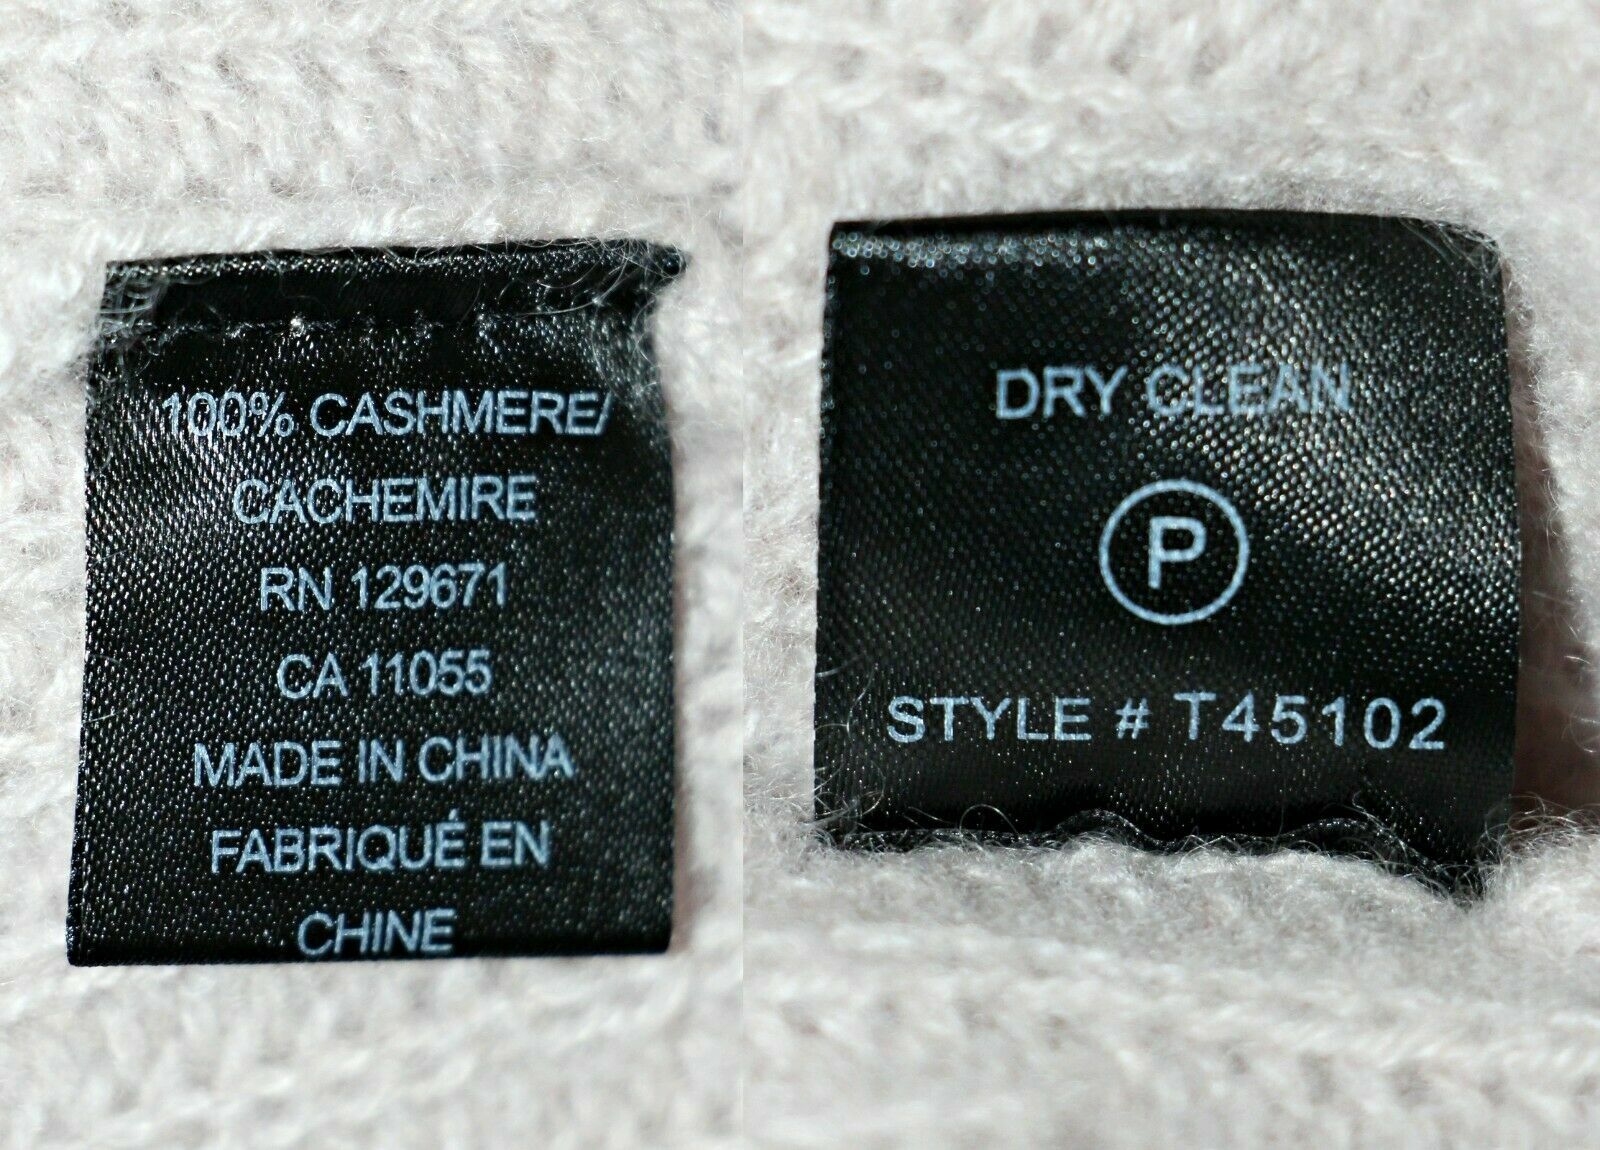 100% CASHMERE/
CACHEMIRE
RN 129671
CA 11055
MADE IN CHINA
FABRIQUÉ EN
CHINE
DRY CLEAN
P
STYLE # T45102